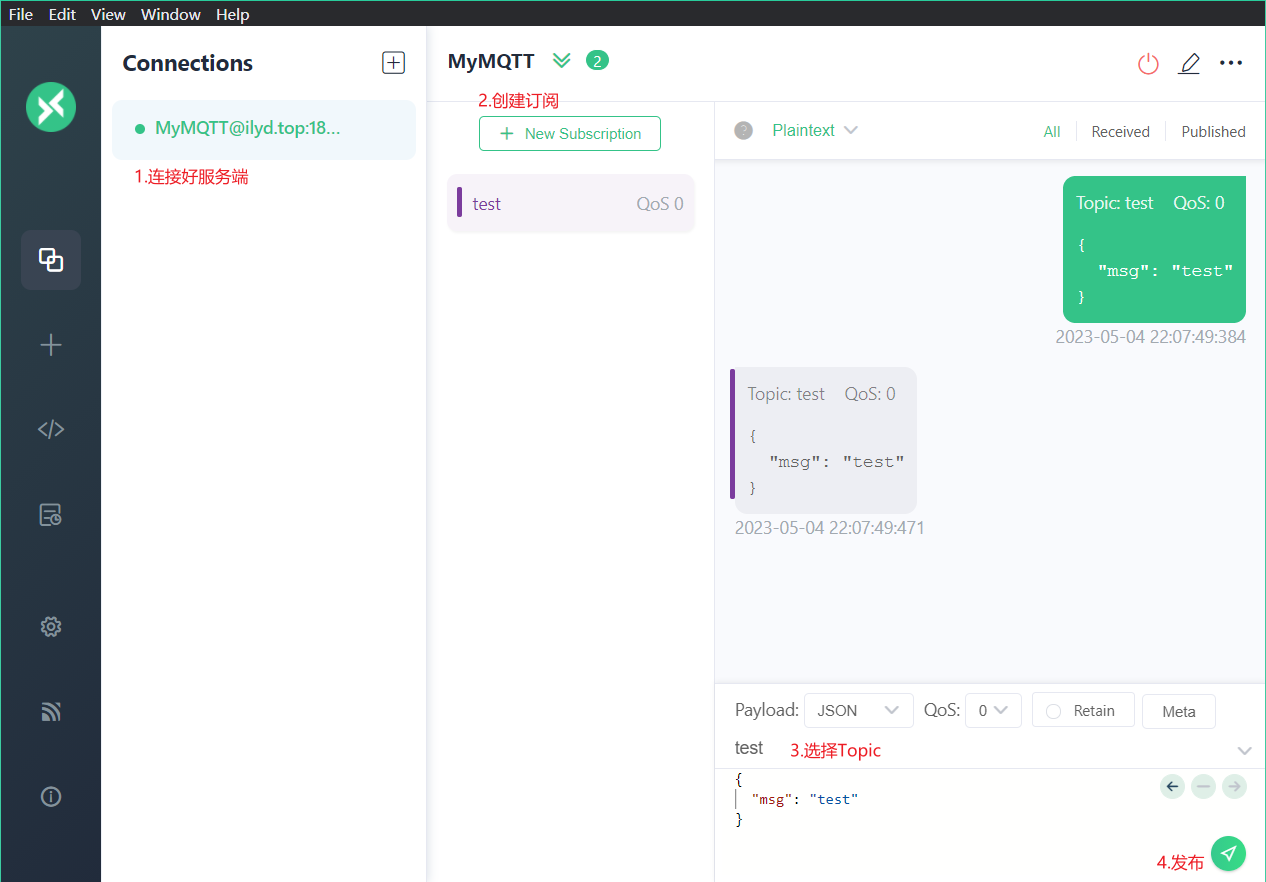 File Edit View Window Help
Connections
MyMQTT@ilyd.top:18...
1.连接好服务端
MyMQTT 2
2.创建订阅
New Subscription
test QoS 0
? Plaintext All Received Published
Topic: test QoS: 0
{
"msg": "test"
}
2023-05-04 22:07:49:384
Topic: test QoS: 0
{
"msg": "test"
}
2023-05-04 22:07:49:471
Payload: JSON QoS: 0 Retain Meta
test 3.选择Topic
{
"msg": "test"
}
4.发布